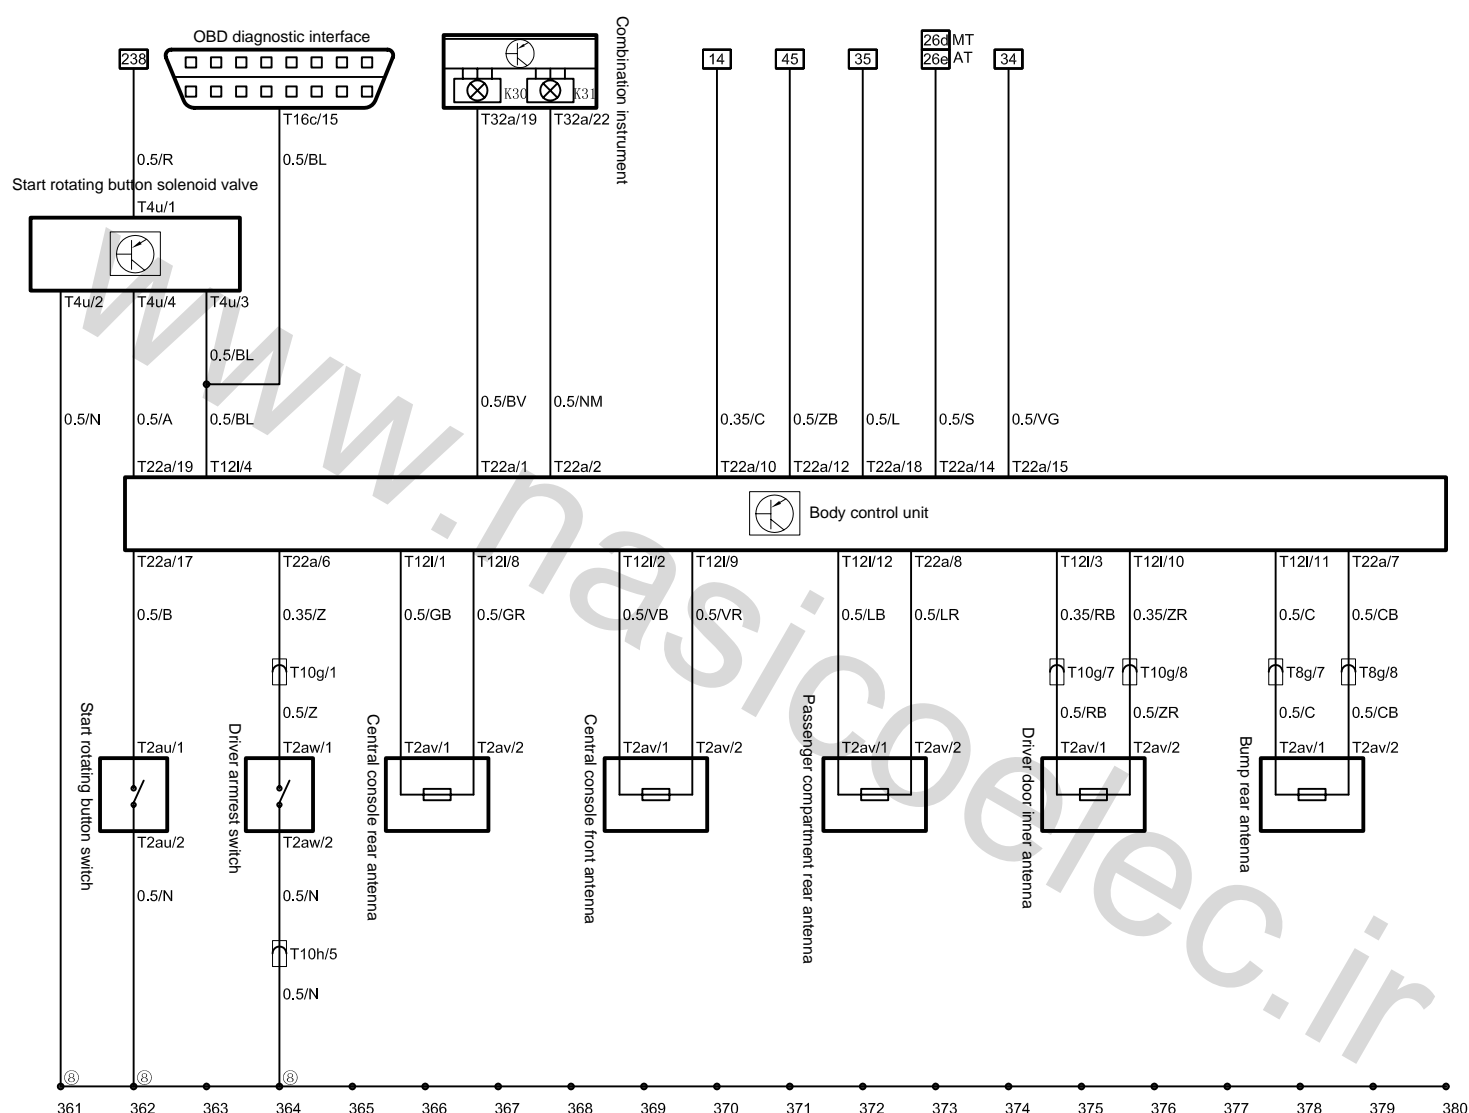 OBD diagnostic interface
Combination instrument
238
14
45
35
26d MT
26e AT
34
K30
K31
T16c/15
T32a/19
T32a/22
0.5/R
0.5/BL
Start rotating button solenoid valve
T4u/1
T4u/2
T4u/4
T4u/3
0.5/BL
0.5/BV
0.5/NM
0.5/N
0.5/A
0.5/BL
0.35/C
0.5/ZB
0.5/L
0.5/S
0.5/VG
T22a/19
T12l/4
T22a/1
T22a/2
T22a/10
T22a/12
T22a/18
T22a/14
T22a/15
Body control unit
T22a/17
T22a/6
T12l/1
T12l/8
T12l/2
T12l/9
T12l/12
T22a/8
T12l/3
T12l/10
T12l/11
T22a/7
0.5/B
0.35/Z
0.5/GB
0.5/GR
0.5/VB
0.5/VR
0.5/LB
0.5/LR
0.35/RB
0.35/ZR
0.5/C
0.5/CB
T10g/1
T10g/7
T10g/8
T8g/7
T8g/8
0.5/Z
0.5/RB
0.5/ZR
0.5/C
0.5/CB
T2au/1
T2aw/1
T2av/1
T2av/2
T2av/1
T2av/2
T2av/1
T2av/2
T2av/1
T2av/2
T2av/1
T2av/2
Start rotating button switch
Driver armrest switch
Central console rear antenna
Central console front antenna
Passenger compartment rear antenna
Driver door inner antenna
Bump rear antenna
T2au/2
T2aw/2
0.5/N
0.5/N
T10h/5
0.5/N
⑧
⑧
⑧
361
362
363
364
365
366
367
368
369
370
371
372
373
374
375
376
377
378
379
380
www.nasicoelec.ir